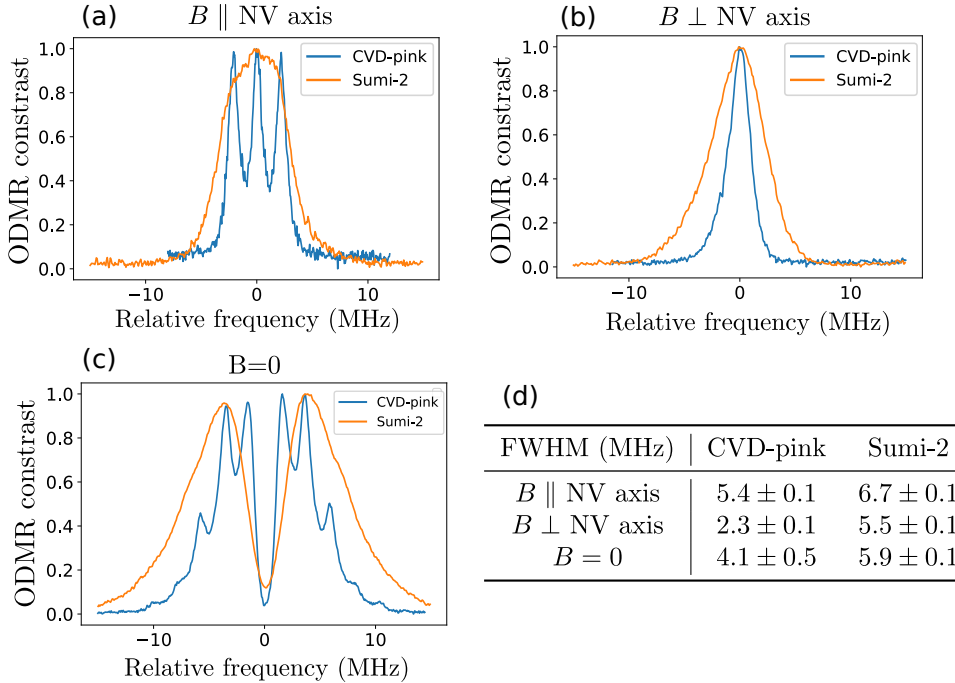 (a)
B ∥ NV axis
CVD-pink
Sumi-2
ODMR constrast
1.0
0.8
0.6
0.4
0.2
0.0
−10
0
10
Relative frequency (MHz)
(b)
B ⊥ NV axis
CVD-pink
Sumi-2
ODMR constrast
1.0
0.8
0.6
0.4
0.2
0.0
−10
0
10
Relative frequency (MHz)
(c)
B=0
CVD-pink
Sumi-2
ODMR constrast
1.0
0.8
0.6
0.4
0.2
0.0
−10
0
10
Relative frequency (MHz)
(d)
FWHM (MHz) CVD-pink Sumi-2
B ∥ NV axis 5.4 ± 0.1 6.7 ± 0.1
B ⊥ NV axis 2.3 ± 0.1 5.5 ± 0.1
B = 0 4.1 ± 0.5 5.9 ± 0.1